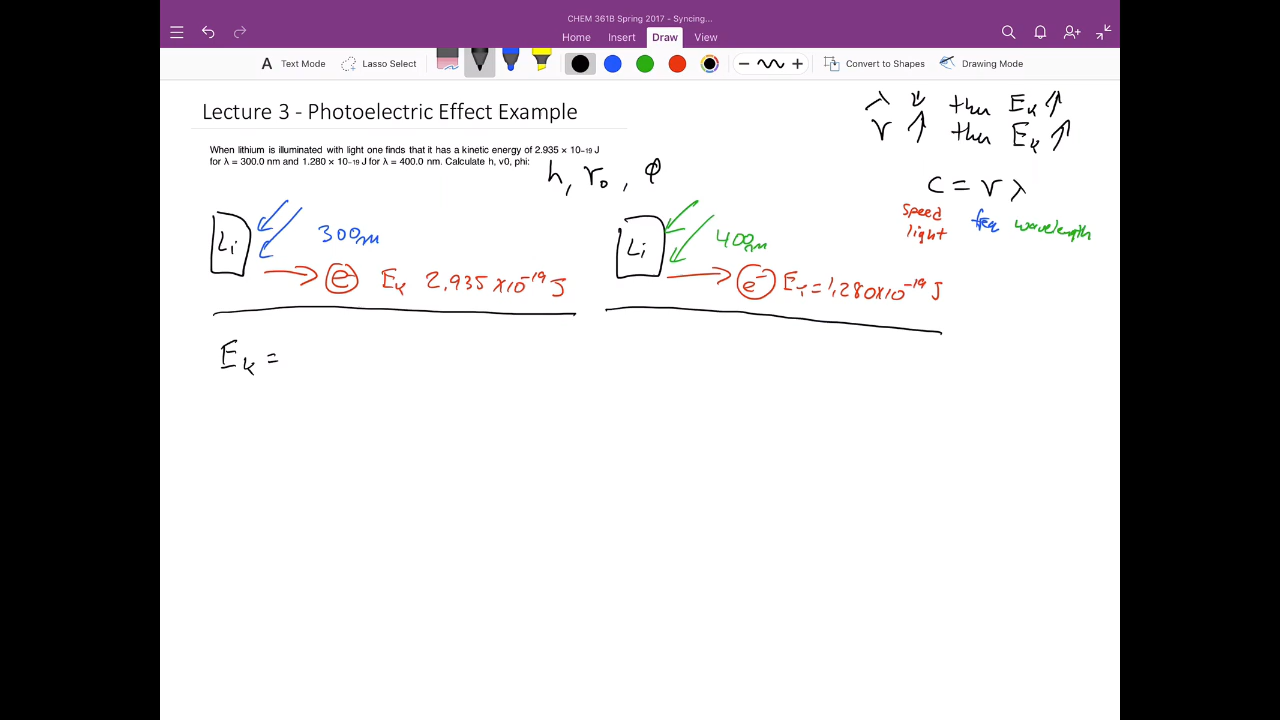 CHEM 361B Spring 2017 - Syncing...
Home Insert Draw View
A Text Mode Lasso Select Convert to Shapes Drawing Mode
Lecture 3 - Photoelectric Effect Example
λ ↓ then Ek ↑
ν ↑ then Ek ↑
When lithium is illuminated with light one finds that it has a kinetic energy of 2.935 × 10−19 J
for λ = 300.0 nm and 1.280 × 10−19 J for λ = 400.0 nm. Calculate h, ν0, phi:
h, ν0, φ
c = ν λ
speed light freq wavelength
Li 300nm
e Ek 2.935 × 10^-19 J
Li 400nm
e- Ek = 1.280 × 10^-19 J
Ek =